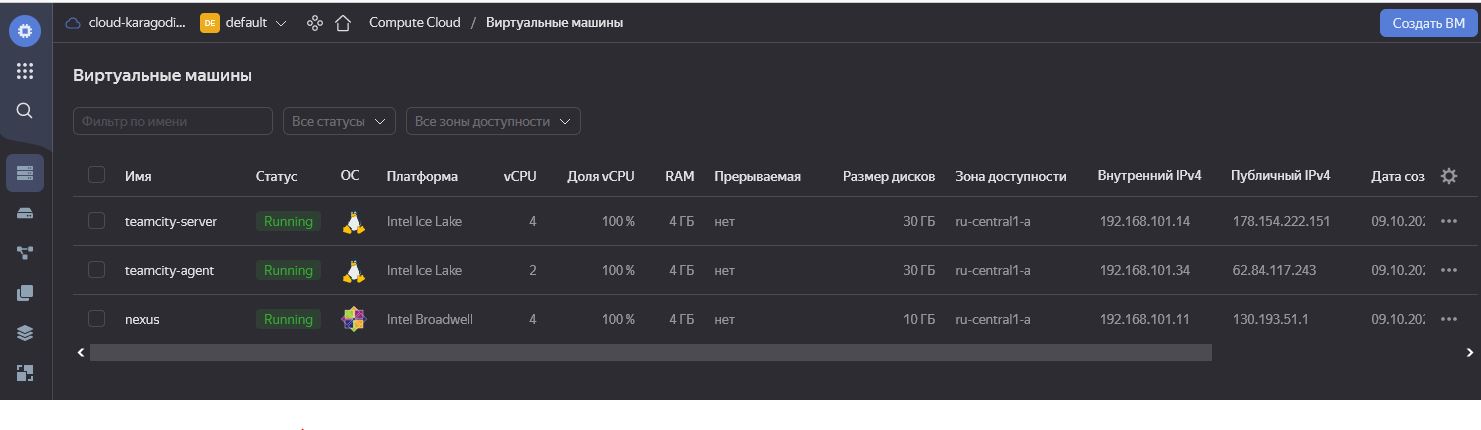 cloud-karagodi... DE default Compute Cloud / Виртуальные машины Создать ВМ
Виртуальные машины
Фильтр по имени Все статусы Все зоны доступности
Имя Статус ОС Платформа vCPU Доля vCPU RAM Прерываемая Размер дисков Зона доступности Внутренний IPv4 Публичный IPv4 Дата соз
teamcity-server Running Intel Ice Lake 4 100 % 4 ГБ нет 30 ГБ ru-central1-a 192.168.101.14 178.154.222.151 09.10.202
teamcity-agent Running Intel Ice Lake 2 100 % 4 ГБ нет 30 ГБ ru-central1-a 192.168.101.34 62.84.117.243 09.10.202
nexus Running Intel Broadwell 4 100 % 4 ГБ нет 10 ГБ ru-central1-a 192.168.101.11 130.193.51.1 09.10.202